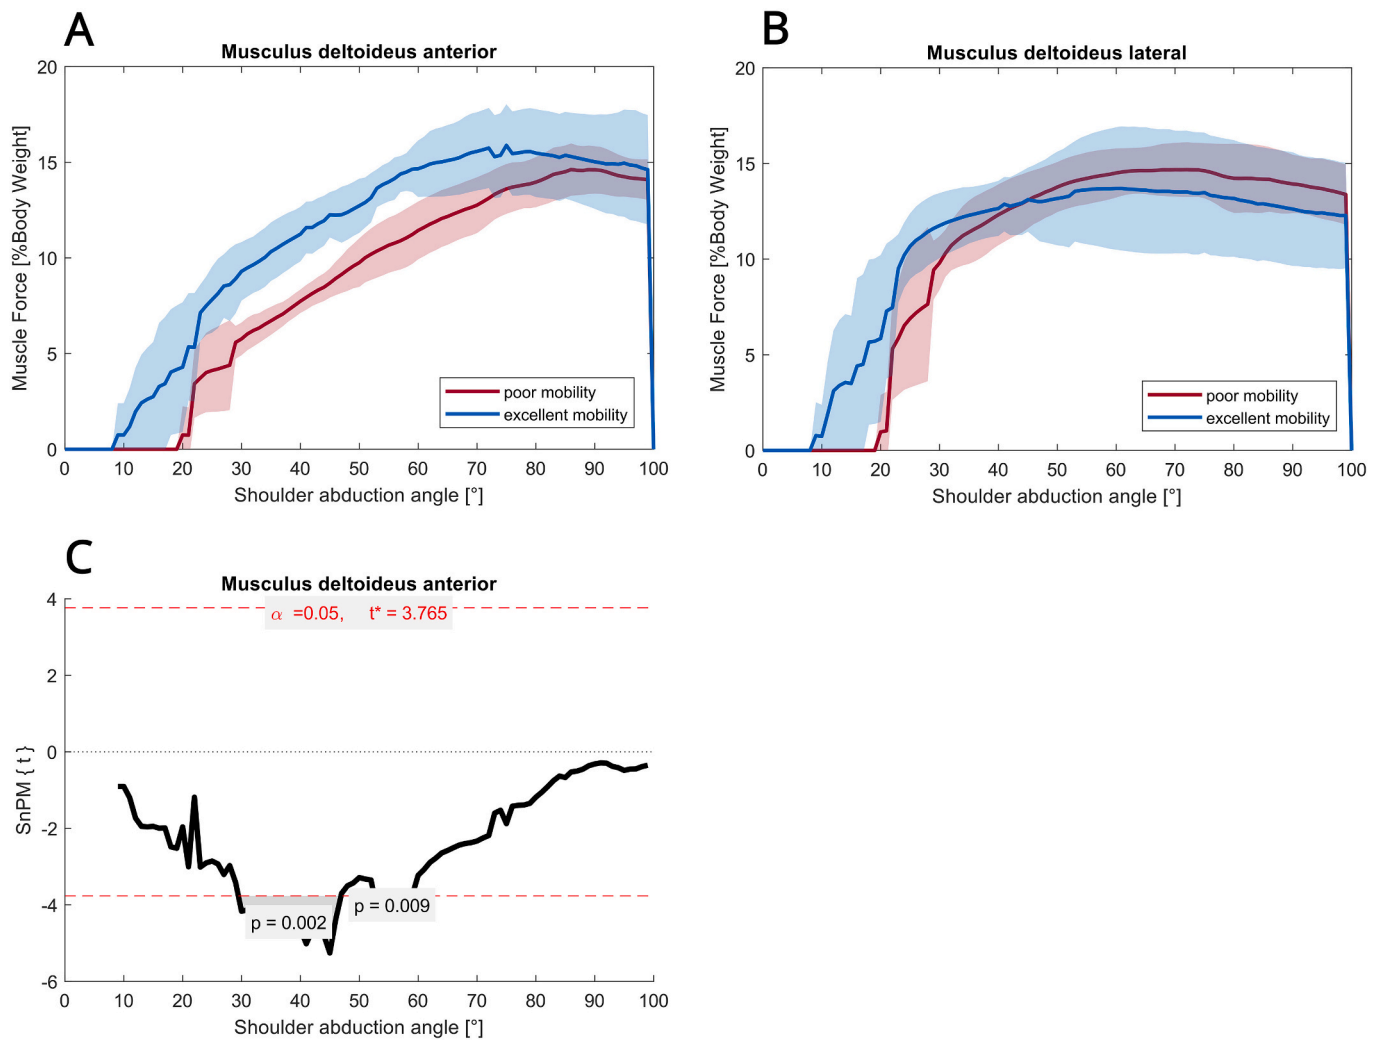 A
Musculus deltoideus anterior
20
15
10
5
0
Muscle Force [%Body Weight]
poor mobility
excellent mobility
0 10 20 30 40 50 60 70 80 90 100
Shoulder abduction angle [°]
B
Musculus deltoideus lateral
20
15
10
5
0
Muscle Force [%Body Weight]
poor mobility
excellent mobility
0 10 20 30 40 50 60 70 80 90 100
Shoulder abduction angle [°]
C
Musculus deltoideus anterior
4
2
0
-2
-4
-6
SnPM { t }
α =0.05, t* = 3.765
p = 0.002
p = 0.009
0 10 20 30 40 50 60 70 80 90 100
Shoulder abduction angle [°]